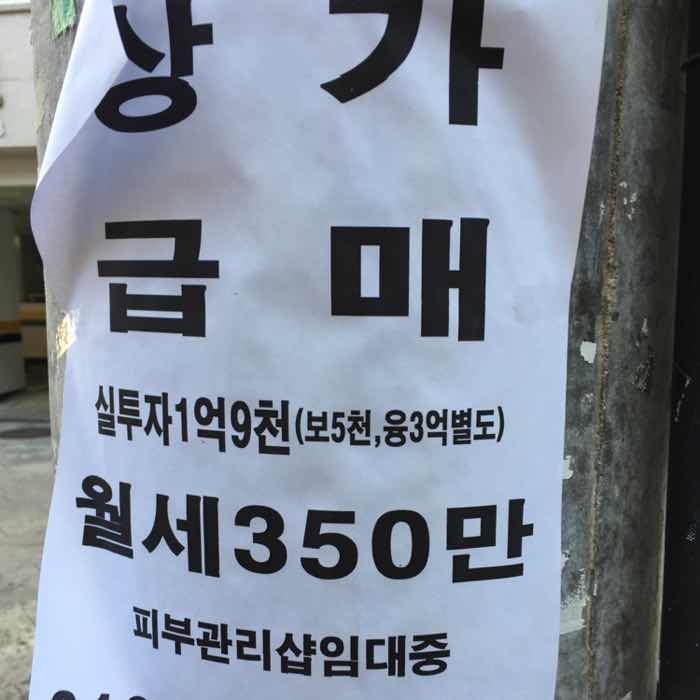 상가
급매
실투자1억9천(보5천,융3억별도)
월세350만
피부관리샵임대중